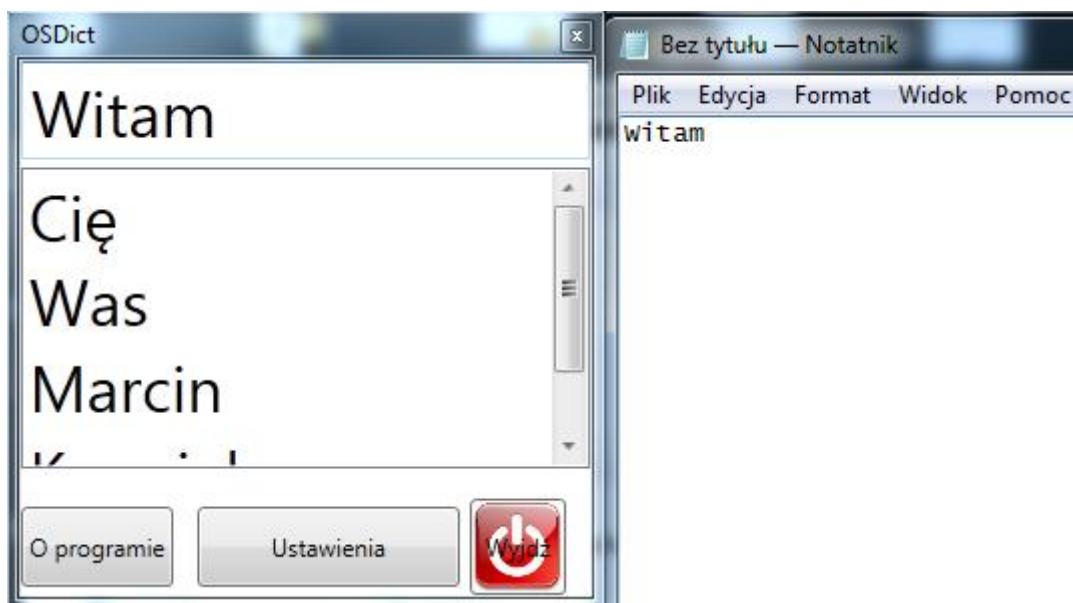 OSDict
Witam
Cię
Was
Marcin
O programie
Ustawienia
Wyjdź
Bez tytułu — Notatnik
Plik Edycja Format Widok Pomoc
Witam